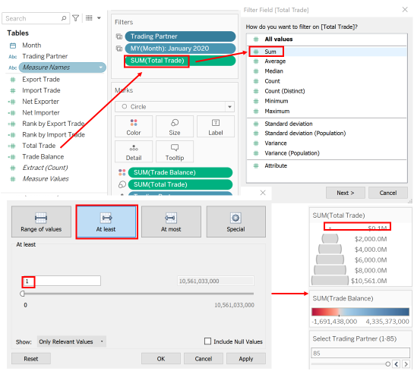 Search
Tables
Month
Abc Trading Partner
Abc Measure Names
Export Trade
Import Trade
Net Exporter
Net Importer
Rank by Export Trade
Rank by Import Trade
Total Trade
Trade Balance
Extract (Count)
Measure Values
Filters
Trading Partner
MY(Month): January 2020
SUM(Total Trade)
Marks
Circle
Color
Size
Label
Detail
Tooltip
SUM(Trade Balance)
SUM(Total Trade)
Filter Field [Total Trade]
How do you want to filter on [Total Trade]?
# All values
# Sum
# Average
# Median
# Count
# Count (Distinct)
# Minimum
# Maximum
# Standard deviation
# Standard deviation (Population)
# Variance
# Variance (Population)
# Attribute
Next >
Cancel
Range of values
At least
At most
Special
At least
1
10,561,033,000
0
10,561,033,000
Show:
Only Relevant Values
Include Null Values
Reset
OK
Cancel
Apply
SUM(Total Trade)
$0.1M
$2,000.0M
$4,000.0M
$6,000.0M
$8,000.0M
$10,561.0M
SUM(Trade Balance)
-1,691,438,000
4,335,373,000
Select Trading Partner (1-85)
85